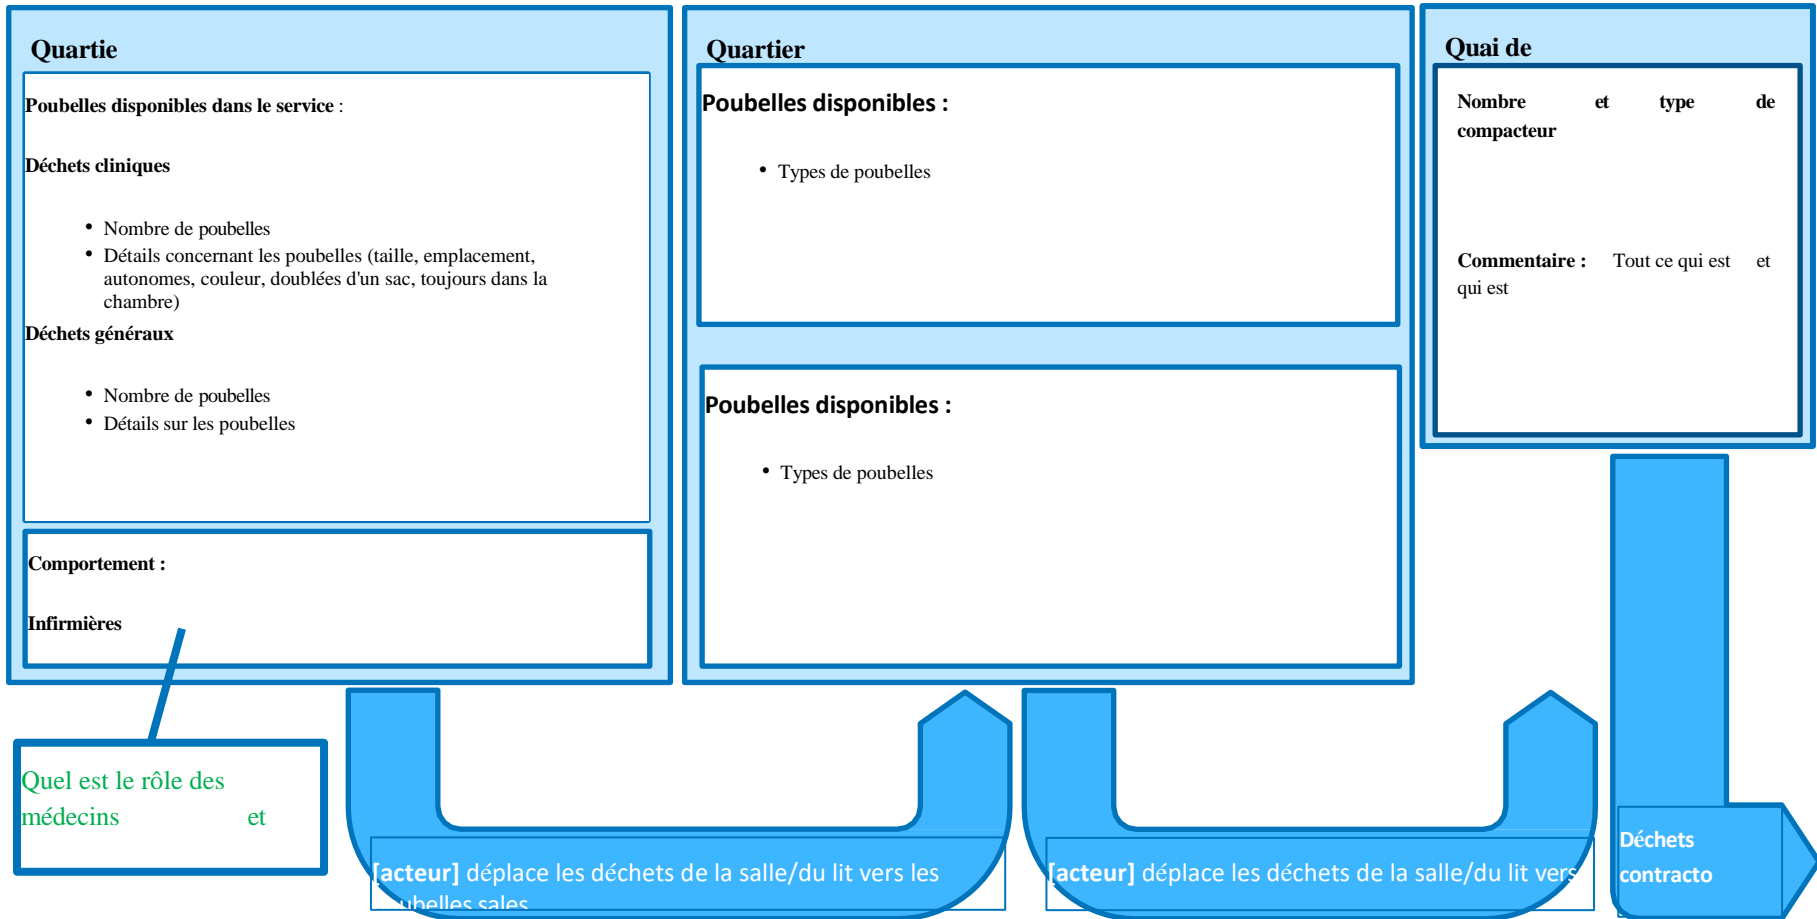 Quartie
Poubelles disponibles dans le service :
Déchets cliniques
• Nombre de poubelles
• Détails concernant les poubelles (taille, emplacement,
autonomes, couleur, doublées d'un sac, toujours dans la
chambre)
Déchets généraux
• Nombre de poubelles
• Détails sur les poubelles
Comportement :
Infirmières
Quel est le rôle des
médecins et
Quartier
Poubelles disponibles :
• Types de poubelles
Poubelles disponibles :
• Types de poubelles
Quai de
Nombre et type de
compacteur
Commentaire : Tout ce qui est et
qui est
[acteur] déplace les déchets de la salle/du lit vers les
sales
[acteur] déplace les déchets de la salle/du lit vers
Déchets
contracto